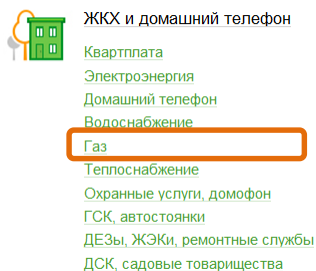 ЖКХ и домашний телефон
Квартплата
Электроэнергия
Домашний телефон
Водоснабжение
Газ
Теплоснабжение
Охранные услуги, домофон
ГСК, автостоянки
ДЕЗы, ЖЭКи, ремонтные службы
ДСК, садовые товарищества